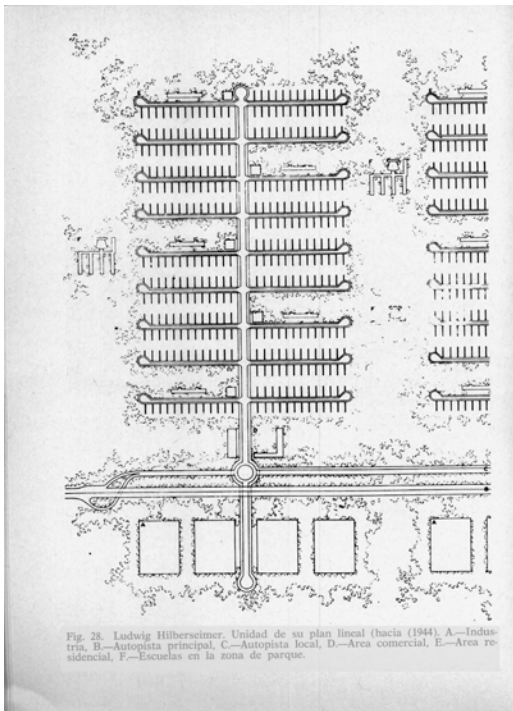 Fig. 28. Ludwig Hilberseimer. Unidad de su plan lineal (hacia (1944). A.—Indus-
tria, B.—Autopista principal, C.—Autopista local, D.—Area comercial, E.—Area re-
sidencial, F.—Escuelas en la zona de parque.